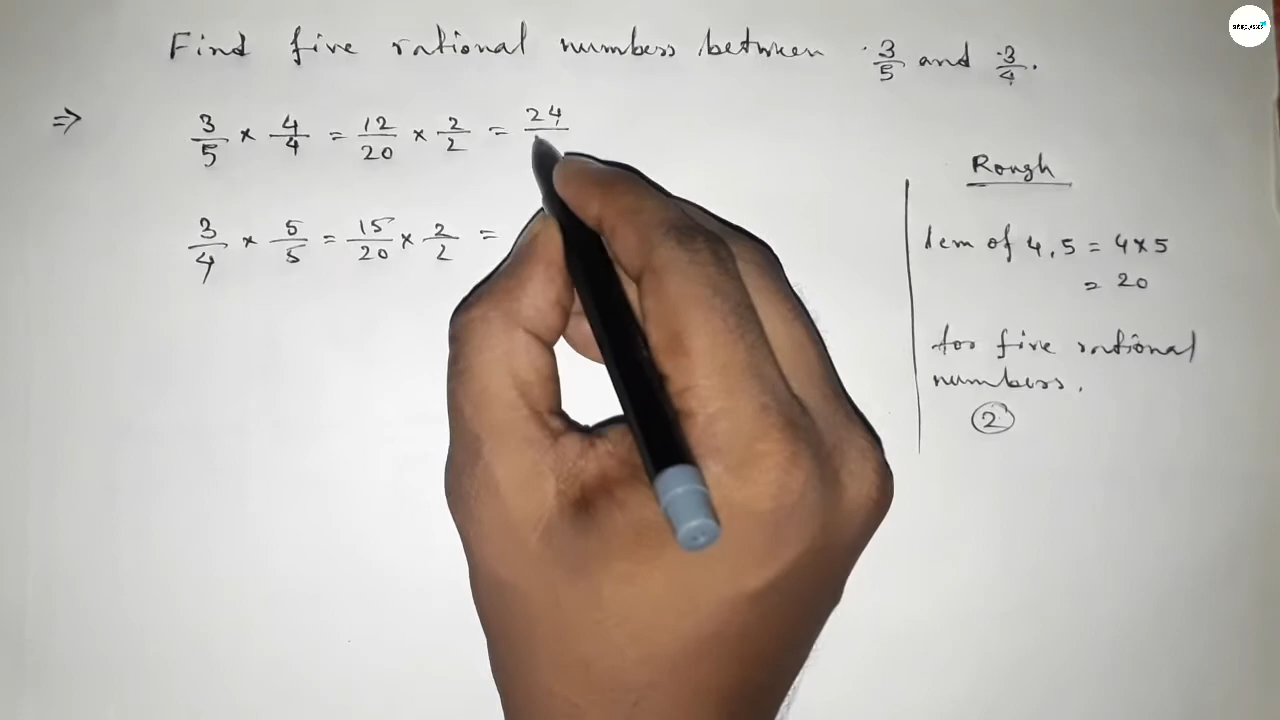 Find five rational numbers between 3/5 and 3/4.
⇒ 3/5 × 4/4 = 12/20 × 2/2 = 24/
3/4 × 5/5 = 15/20 × 2/2 =
Rough
lcm of 4,5 = 4×5
= 20
for five rational
numbers.
2